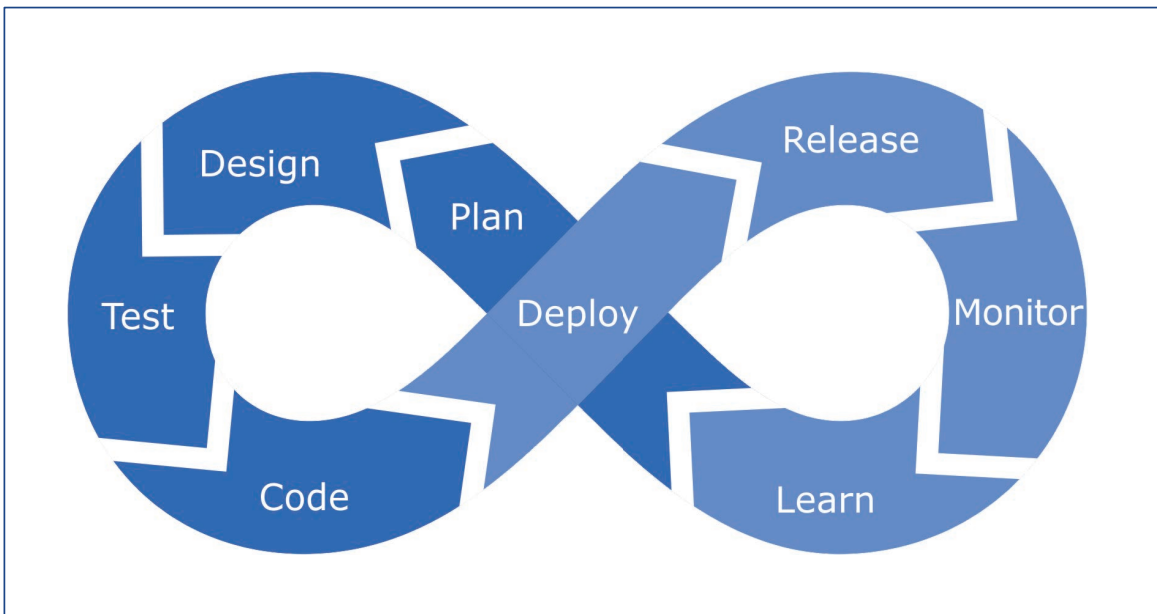 Design
Release
Plan
Deploy
Test
Monitor
Code
Learn